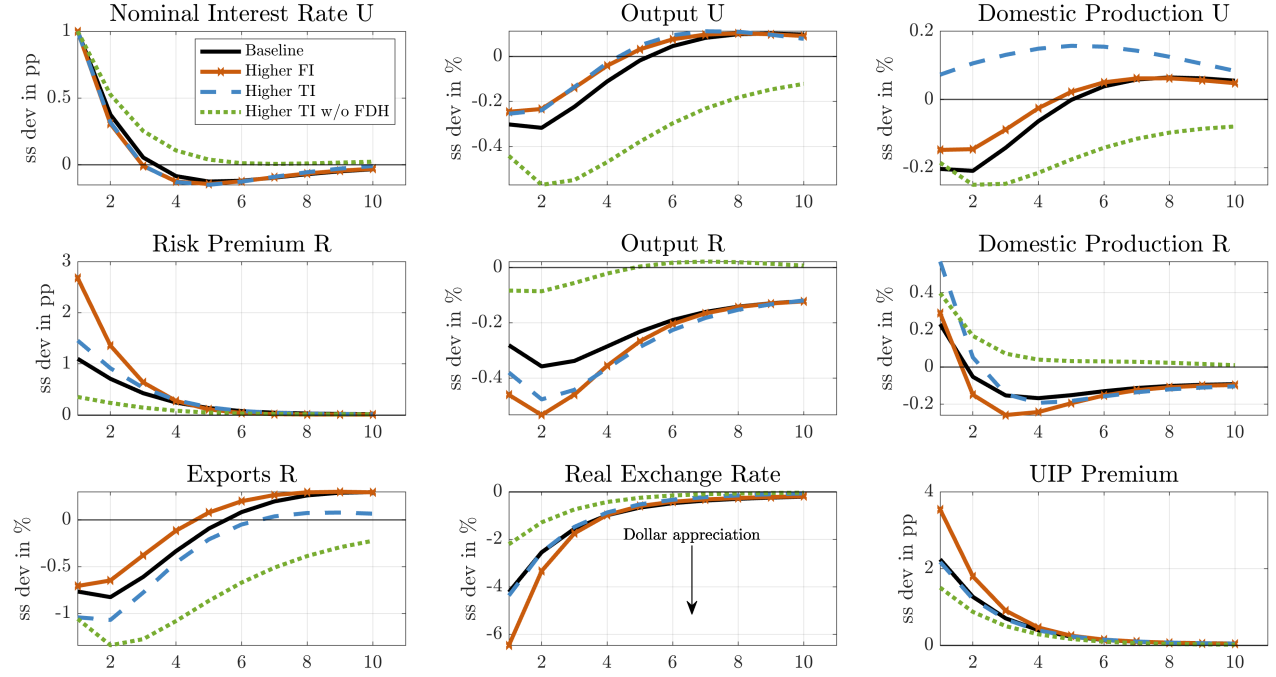 Nominal Interest Rate U
ss dev in pp
1
0.5
0
2 4 6 8 10
Baseline
Higher FI
Higher TI
Higher TI w/o FDH
Output U
ss dev in %
0
-0.2
-0.4
2 4 6 8 10
Domestic Production U
ss dev in %
0.2
0
-0.2
2 4 6 8 10
Risk Premium R
ss dev in pp
3
2
1
0
2 4 6 8 10
Output R
ss dev in %
0
-0.2
-0.4
2 4 6 8 10
Domestic Production R
ss dev in %
0.4
0.2
0
-0.2
2 4 6 8 10
Exports R
ss dev in %
0
-0.5
-1
2 4 6 8 10
Real Exchange Rate
ss dev in %
0
-2
-4
-6
Dollar appreciation
2 4 6 8 10
UIP Premium
ss dev in pp
4
2
0
2 4 6 8 10